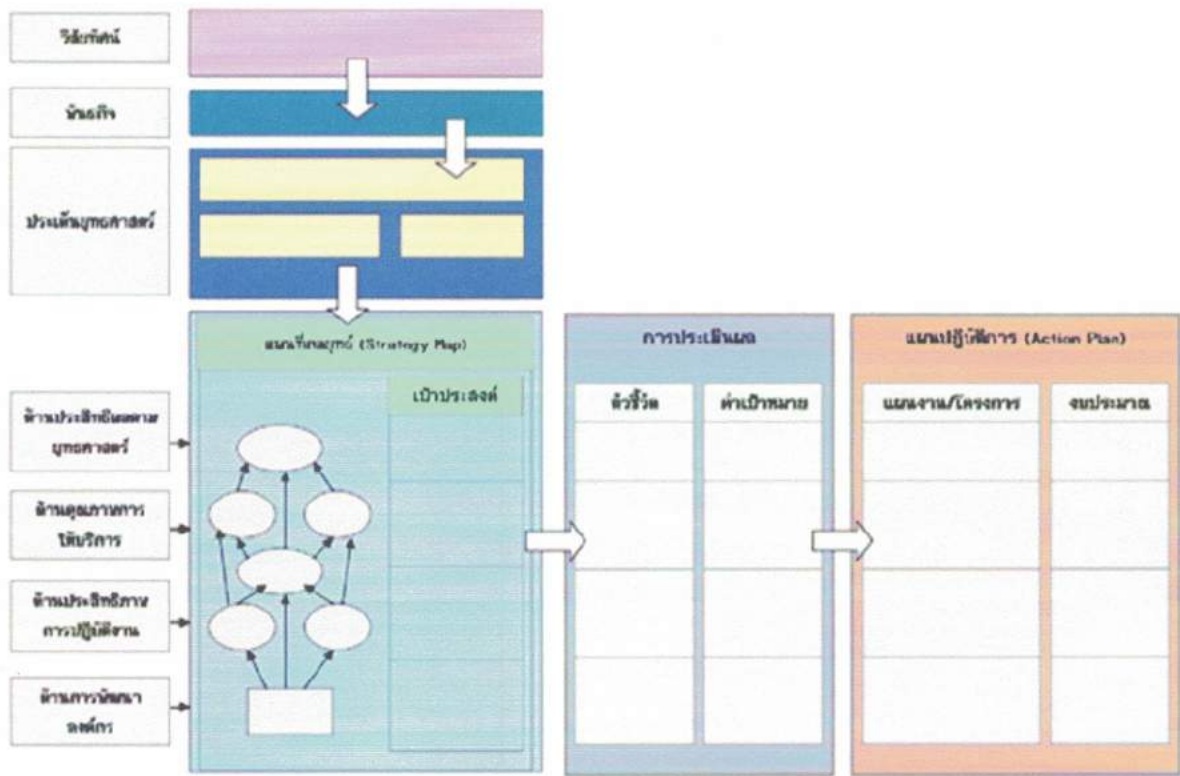 วิสัยทัศน์
พันธกิจ
ประเด็นยุทธศาสตร์
แผนที่กลยุทธ์ (Strategy Map)
เป้าประสงค์
การประเมินผล
ตัวชี้วัด
ค่าเป้าหมาย
แผนปฏิบัติการ (Action Plan)
แผนงาน/โครงการ
งบประมาณ
ด้านประสิทธิผลตาม
ยุทธศาสตร์
ด้านคุณภาพการ
ให้บริการ
ด้านประสิทธิภาพ
การปฏิบัติงาน
ด้านการพัฒนา
องค์กร